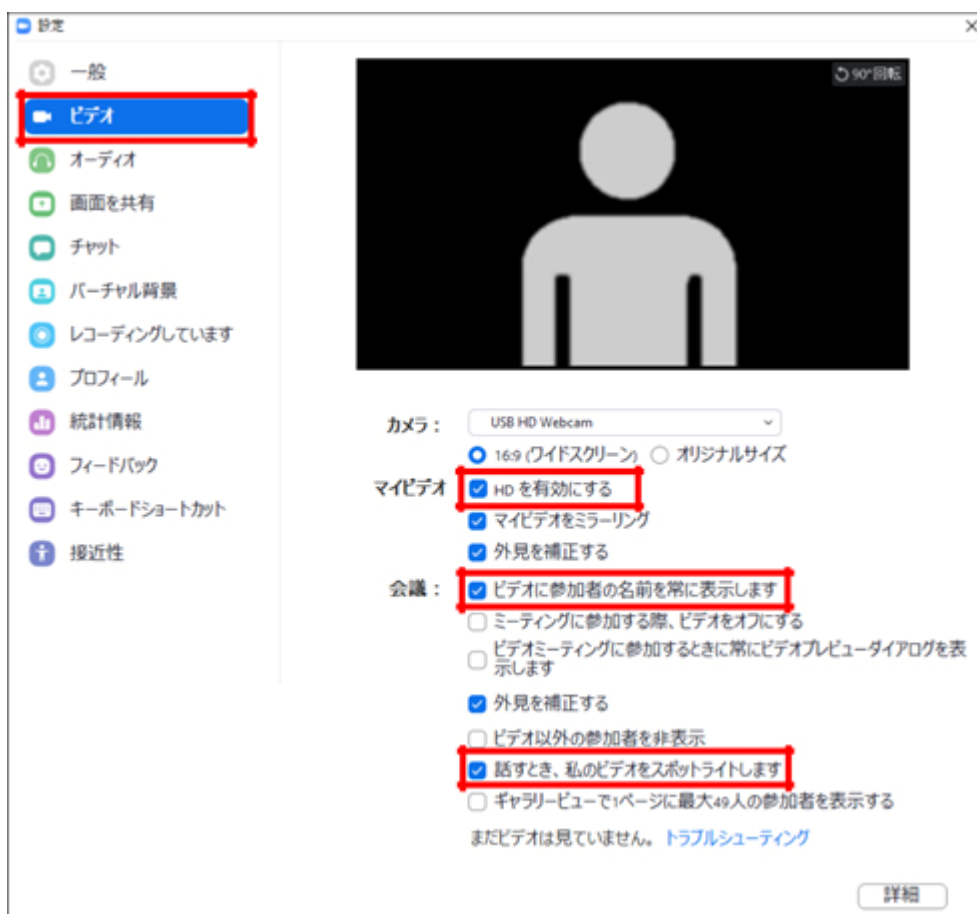 設定
一般
ビデオ
オーディオ
画面を共有
チャット
バーチャル背景
レコーディングしています
プロフィール
統計情報
フィードバック
キーボードショートカット
接近性
90°回転
カメラ：
USB HD Webcam
16:9 (ワイドスクリーン) オリジナルサイズ
マイビデオ
HD を有効にする
マイビデオをミラーリング
外見を補正する
会議：
ビデオに参加者の名前を常に表示します
ミーティングに参加する際、ビデオをオフにする
ビデオミーティングに参加するときに常にビデオプレビューダイアログを表
示します
外見を補正する
ビデオ以外の参加者を非表示
話すとき、私のビデオをスポットライトします
ギャラリービューで1ページに最大49人の参加者を表示する
まだビデオは見ていません。 トラブルシューティング
詳細